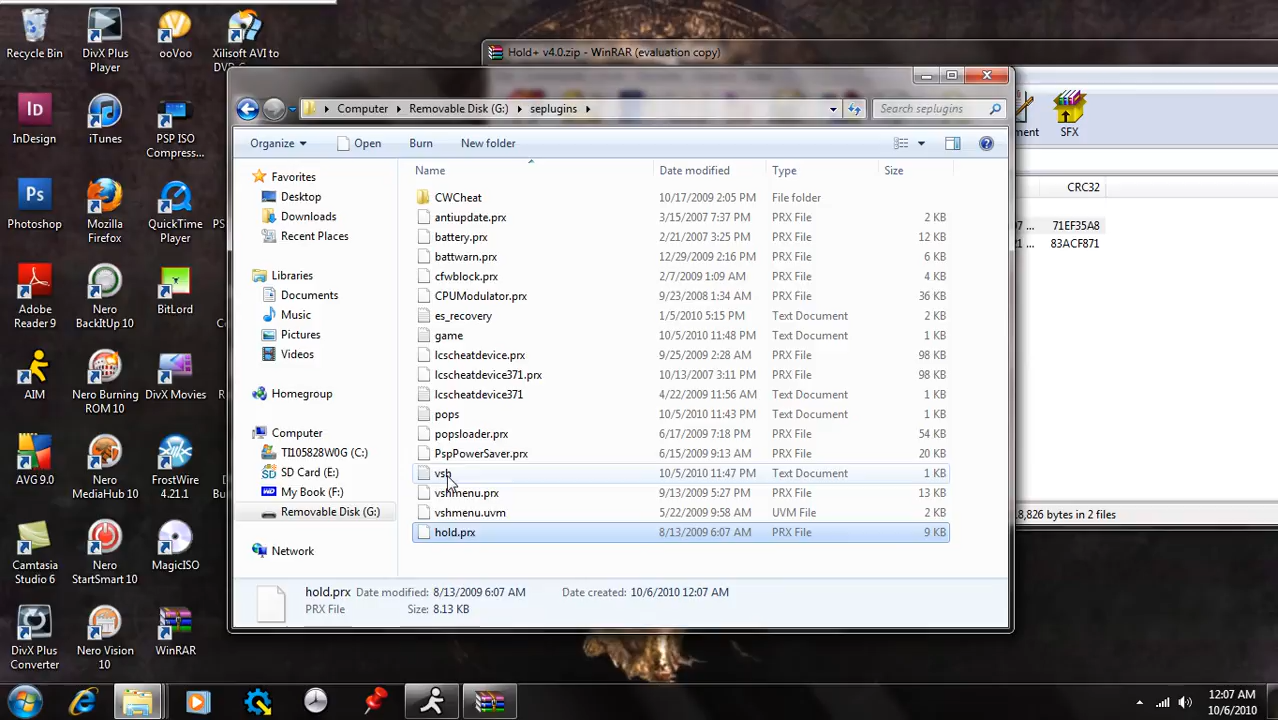 Recycle Bin
DivX Plus
Player
ooVoo
Xilisoft AVI to
InDesign
iTunes
PSP ISO
Compress...
Photoshop
Mozilla
Firefox
QuickTime
Player
Adobe
Reader 9
Nero
BackItUp 10
BitLord
AIM
Nero Burning
ROM 10
DivX Movies
AVG 9.0
Nero
MediaHub 10
FrostWire
4.21.1
Camtasia
Studio 6
Nero
StartSmart 10
MagicISO
DivX Plus
Converter
Nero Vision
10
WinRAR
Hold+ v4.0.zip - WinRAR (evaluation copy)
SFX
CRC32
71EF35A8
83ACF871
18,826 bytes in 2 files
Computer Removable Disk (G:) seplugins
Search seplugins
Organize Open Burn New folder
Favorites
Desktop
Downloads
Recent Places
Libraries
Documents
Music
Pictures
Videos
Homegroup
Computer
TI105828W0G (C:)
SD Card (E:)
My Book (F:)
Removable Disk (G:)
Network
Name Date modified Type Size
CWCheat 10/17/2009 2:05 PM File folder
antiupdate.prx 3/15/2007 7:37 PM PRX File 2 KB
battery.prx 2/21/2007 3:25 PM PRX File 12 KB
battwarn.prx 12/29/2009 2:16 PM PRX File 6 KB
cfwblock.prx 2/7/2009 1:09 AM PRX File 4 KB
CPUModulator.prx 9/23/2008 1:34 AM PRX File 36 KB
es_recovery 1/5/2010 5:15 PM Text Document 1 KB
game 10/5/2010 11:48 PM Text Document 1 KB
lcscheatdevice.prx 9/25/2009 2:28 AM PRX File 98 KB
lcscheatdevice371.prx 10/13/2007 3:11 PM PRX File 98 KB
lcscheatdevice371 4/22/2009 11:56 AM Text Document 1 KB
pops 10/5/2010 11:43 PM Text Document 1 KB
popsloader.prx 6/17/2009 7:18 PM PRX File 54 KB
PspPowerSaver.prx 6/15/2009 9:13 AM PRX File 2 KB
vsh 10/5/2010 11:47 PM Text Document 1 KB
vshmenu.prx 9/13/2009 5:27 PM PRX File 13 KB
vshmenu.uvm 5/22/2009 9:58 AM UVM File 2 KB
hold.prx 8/13/2009 6:07 AM PRX File 9 KB
hold.prx Date modified: 8/13/2009 6:07 AM Date created: 10/6/2010 12:07 AM
PRX File Size: 8.13 KB
12:07 AM
10/6/2010